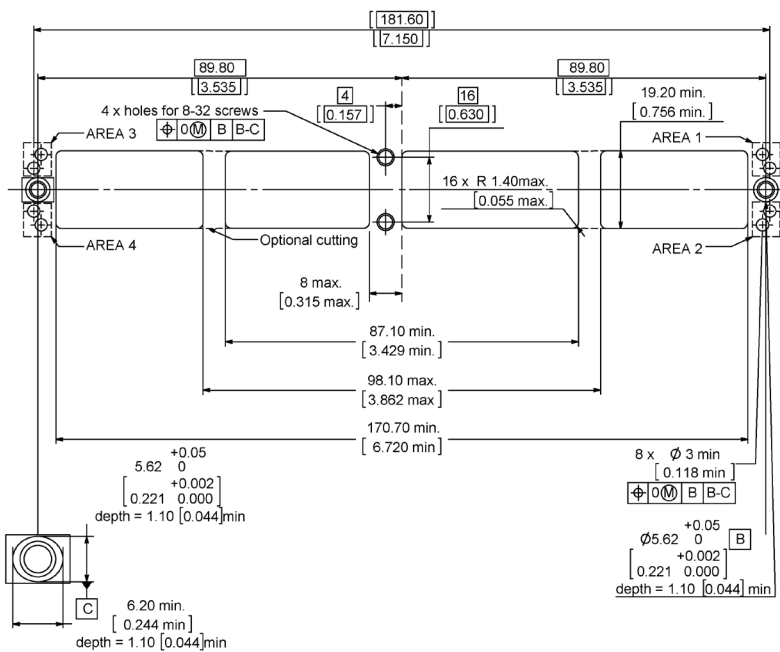 181.60
[7.150]
89.80
[3.535]
89.80
[3.535]
4
[0.157]
16
[0.630]
19.20 min.
[0.756 min.]
4 x holes for 8-32 screws
⌖ 0Ⓜ B B-C
AREA 3
AREA 1
16 x R 1.40max.
[0.055 max.]
AREA 4
Optional cutting
AREA 2
8 max.
[0.315 max.]
87.10 min.
[3.429 min.]
98.10 max.
[3.862 max]
170.70 min.
[6.720 min]
+0.05
5.62 0
+0.002
[0.221 0.000]
depth = 1.10 [0.044]min
8 x Ø 3 min
[0.118 min]
⌖ 0Ⓜ B B-C
+0.05
Ø5.62 0 B
+0.002
[0.221 0.000]
depth = 1.10 [0.044] min
C
6.20 min.
[0.244 min]
depth = 1.10 [0.044]min